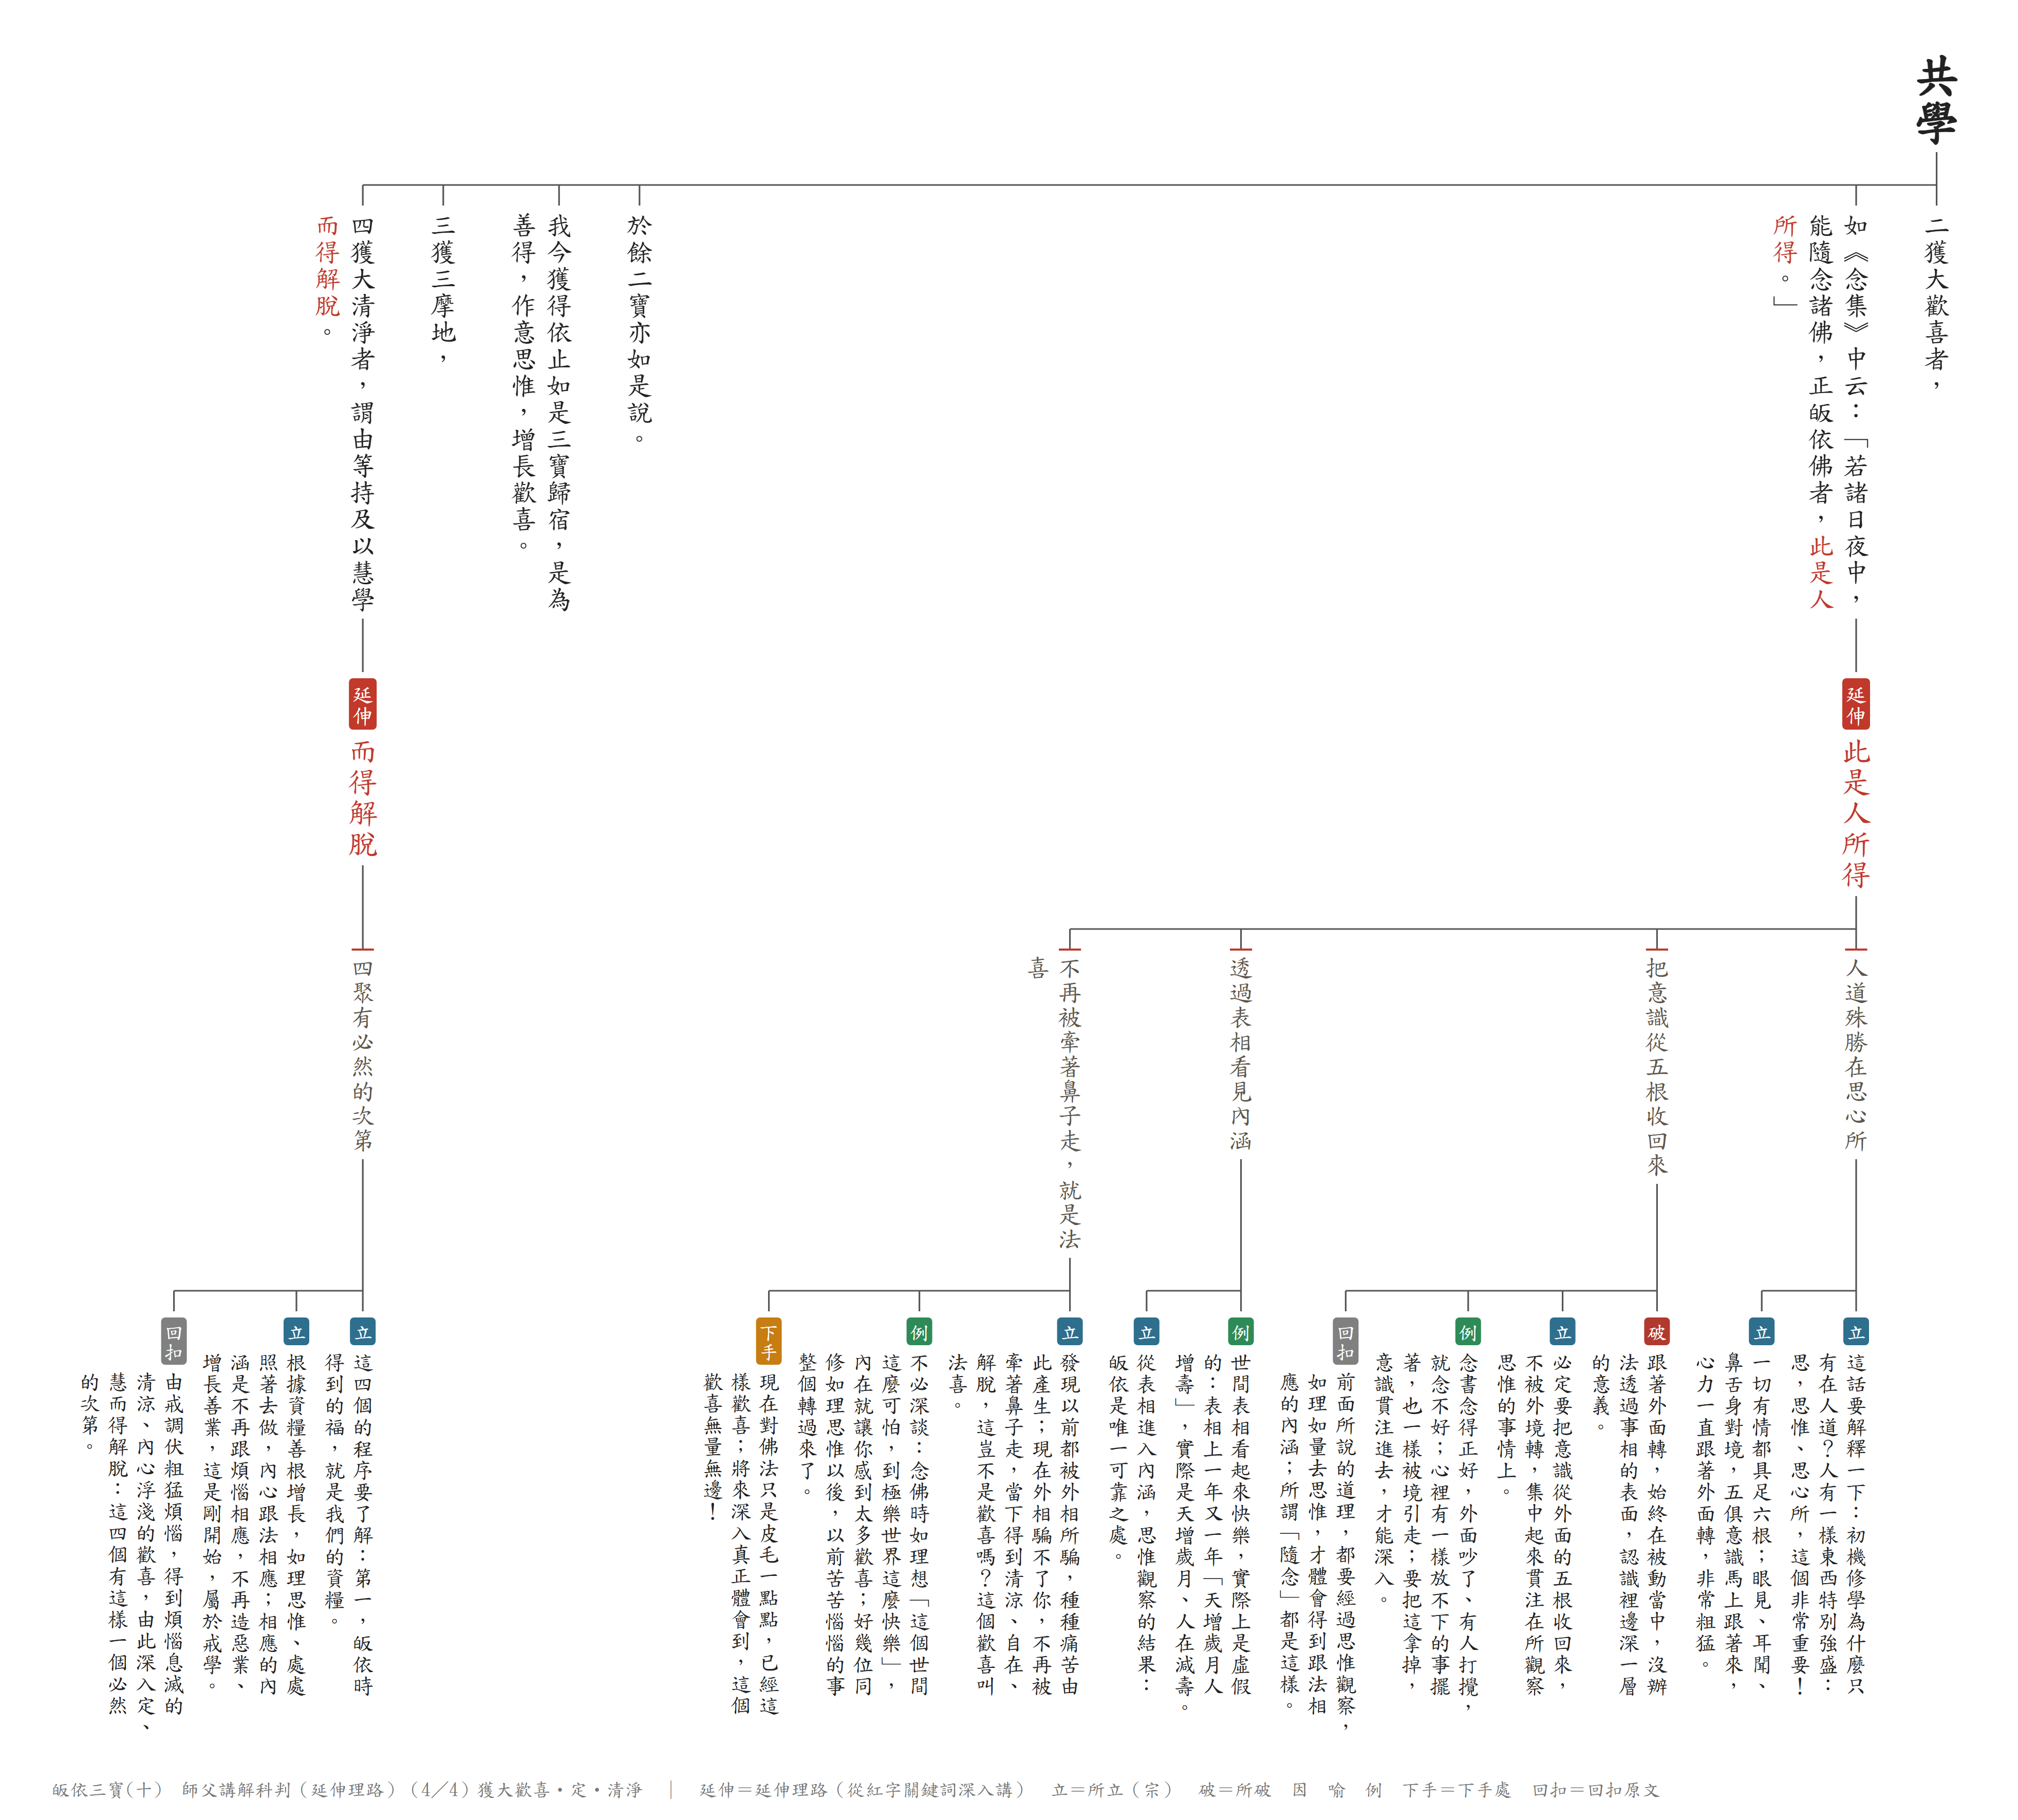 共學
二獲大歡喜者，
如《念集》中云：「若諸日夜中，
能隨念諸佛，正皈依佛者，此是人
所得。」
於餘二寶亦如是說。
我今獲得依止如是三寶歸宿，是為
善得，作意思惟，增長歡喜。
三獲三摩地，
四獲大清淨者，謂由等持及以慧學
而得解脫。
延伸
此是人所得
人道殊勝在思心所
立
這話要解釋一下：初機修學為什麼只
有在人道？人有一樣東西特別強盛：
思，思惟、思心所，這個非常重要！
立
一切有情都具足六根；眼見、耳聞、
鼻舌身對境，五俱意識馬上跟著來，
心力一直跟著外面轉，非常粗猛。
把意識從五根收回來
破
跟著外面轉，始終在被動當中，沒辦
法透過事相的表面，認識裡邊深一層
的意義。
立
必定要把意識從外面的五根收回來，
不被外境轉，集中起來貫注在所觀察
思惟的事情上。
例
念書念得正好，外面吵了、有人打攪，
就念不好；心裡有一樣放不下的事擺
著，也一樣被境引走；要把這拿掉，
意識貫注進去，才能深入。
回扣
前面所說的道理，都要經過思惟觀察，
如理如量去思惟，才體會得到跟法相
應的內涵；所謂「隨念」都是這樣。
透過表相看見內涵
例
世間表相看起來快樂，實際上是虛假
的：表相上一年又一年「天增歲月人
增壽」，實際是天增歲月、人在減壽。
立
從表相進入內涵，思惟觀察的結果：
皈依是唯一可靠之處。
不再被牽著鼻子走，就是法
喜
立
發現以前都被外相所騙，種種痛苦由
此產生；現在外相騙不了你，不再被
牽著鼻子走，當下得到清涼、自在、
解脫，這豈不是歡喜嗎？這個歡喜叫
法喜。
例
不必深談：念佛時如理想「這個世間
這麼可怕，到極樂世界這麼快樂」，
內在就讓你感到太多歡喜；好幾位同
修如理思惟以後，以前苦苦惱惱的事
整個轉過來了。
下手
現在對佛法只是皮毛一點點，已經這
樣歡喜；將來深入真正體會到，這個
歡喜無量無邊！
延伸
而得解脫
四聚有必然的次第
立
這四個的程序要了解：第一，皈依時
得到的福，就是我們的資糧。
立
根據資糧善根增長，如理思惟、處處
照著去做，內心跟法相應；相應的內
涵是不再跟煩惱相應，不再造惡業、
增長善業，這是剛開始，屬於戒學。
回扣
由戒調伏粗猛煩惱，得到煩惱息滅的
清涼、內心浮淺的歡喜，由此深入定、
慧而得解脫：這四個有這樣一個必然
的次第。
皈依三寶（十）　師父講解科判（延伸理路）（4／4）獲大歡喜・定・清淨　｜　延伸＝延伸理路（從紅字關鍵詞深入講）　立＝所立（宗）　破＝所破　因　喻　例　下手＝下手處　回扣＝回扣原文